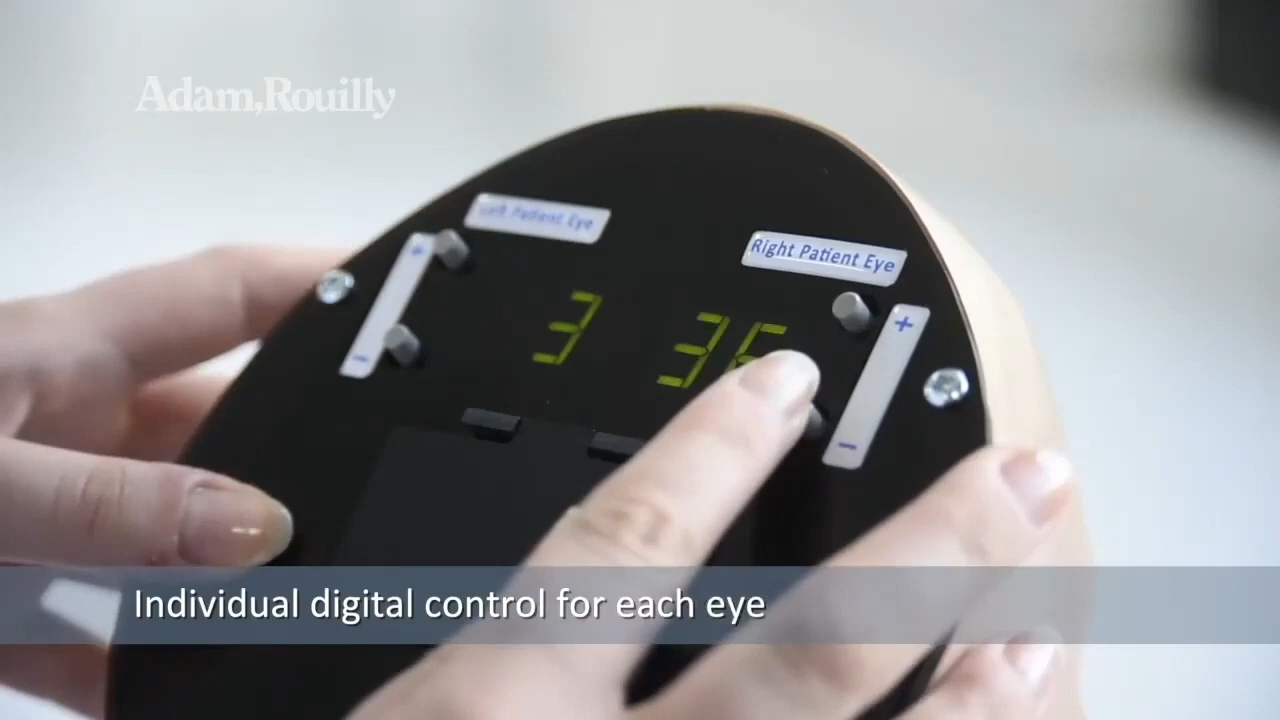 Adam,Rouilly
Left Patient Eye
Right Patient Eye
+
+
3 36
-
-
Individual digital control for each eye